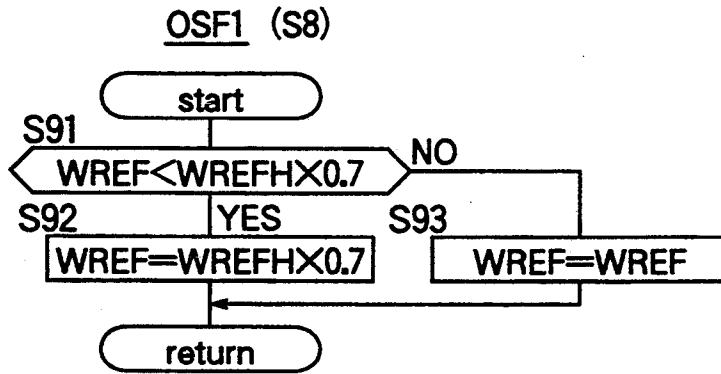 OSF1 (S8)
start
S91
WREF<WREFH×0.7
NO
S92
YES
S93
WREF=WREFH×0.7
WREF=WREF
return